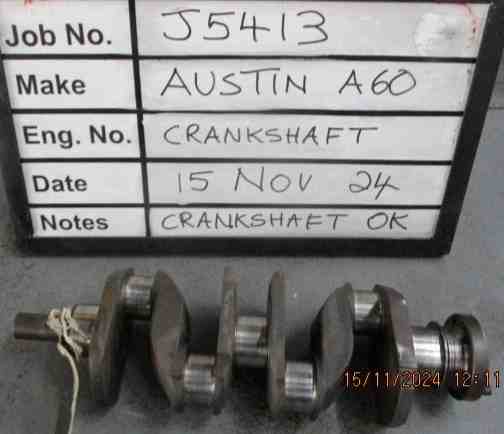 Job No. J5413
Make AUSTIN A60
Eng. No. CRANKSHAFT
Date 15 NOV 24
Notes CRANKSHAFT OK
15/11/2024 12:11